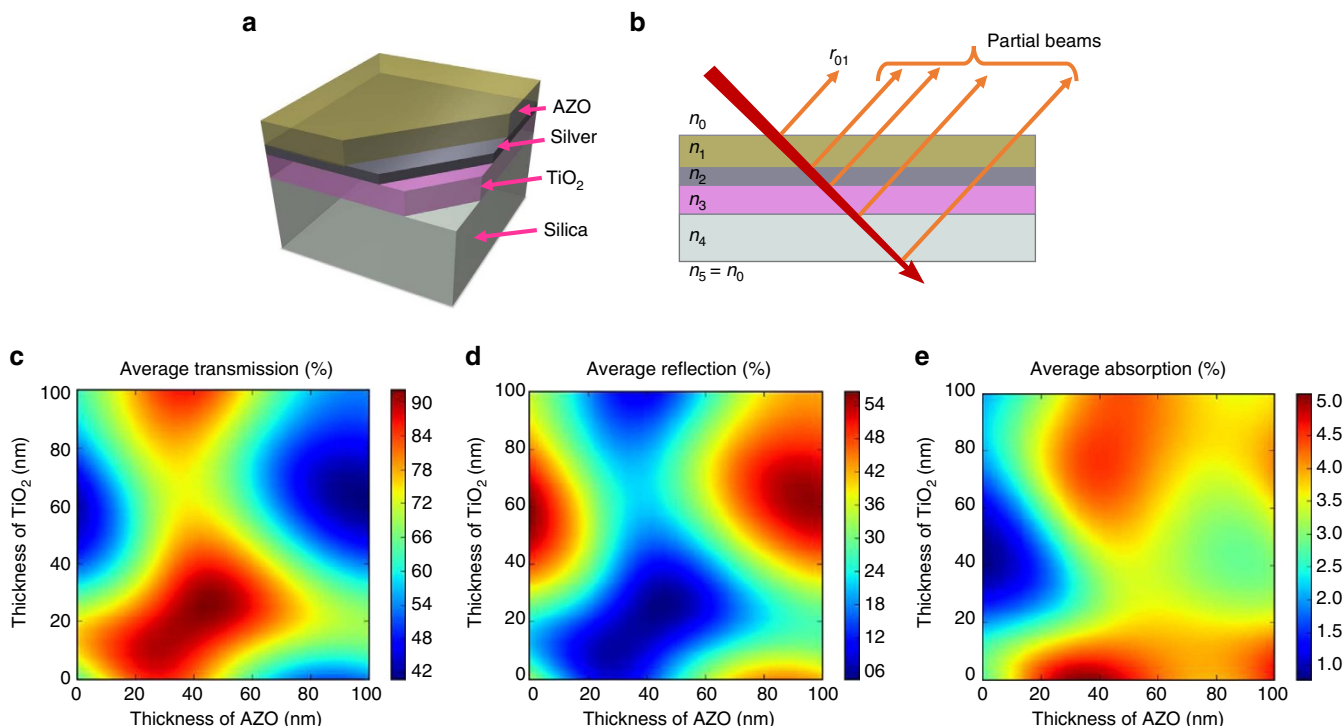 a
AZO
Silver
TiO₂
Silica
b
Partial beams
r₀₁
n₀
n₁
n₂
n₃
n₄
n₅ = n₀
c
Average transmission (%)
Thickness of TiO₂ (nm)
100
80
60
40
20
0
0 20 40 60 80 100
Thickness of AZO (nm)
90
84
78
72
66
60
54
48
42
d
Average reflection (%)
Thickness of TiO₂ (nm)
100
80
60
40
20
0
0 20 40 60 80 100
Thickness of AZO (nm)
54
48
42
36
30
24
18
12
06
e
Average absorption (%)
Thickness of TiO₂ (nm)
100
80
60
40
20
0
0 20 40 60 80 100
Thickness of AZO (nm)
5.0
4.5
4.0
3.5
3.0
2.5
2.0
1.5
1.0